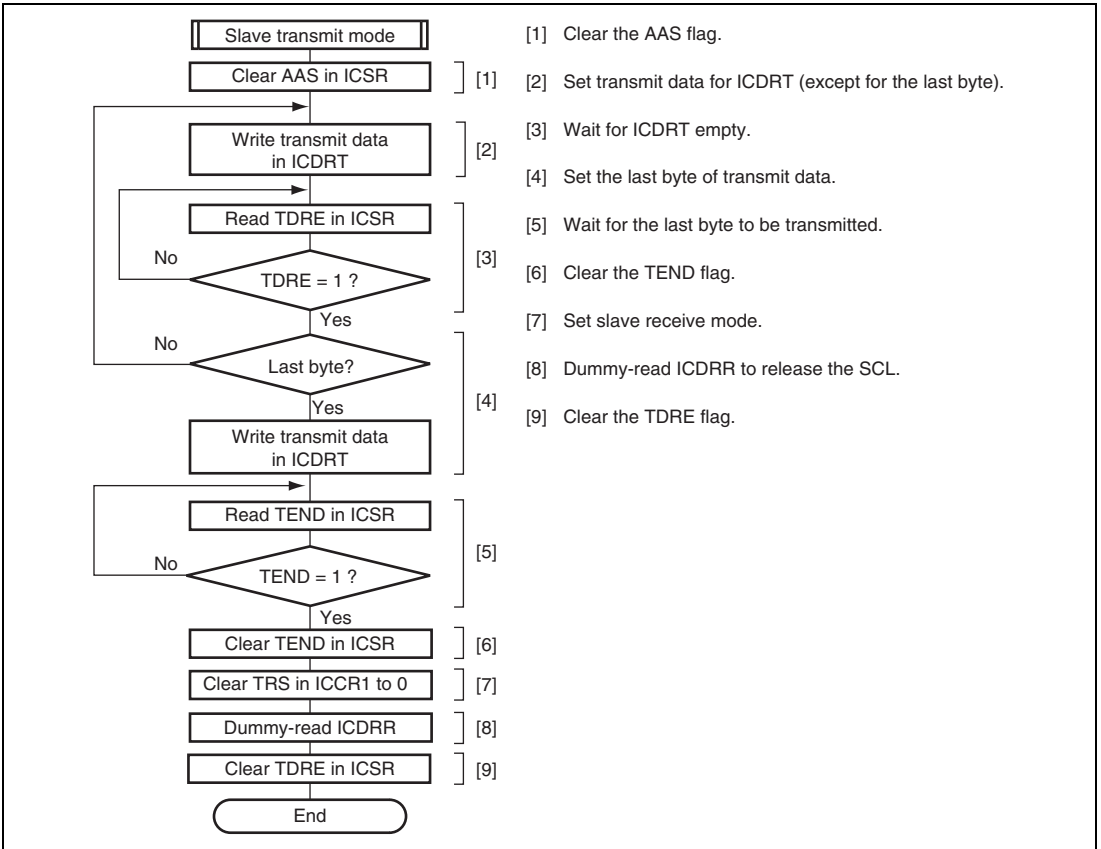 Slave transmit mode
Clear AAS in ICSR
[1]
Write transmit data
in ICDRT
[2]
Read TDRE in ICSR
No
TDRE = 1 ?
[3]
Yes
No
Last byte?
Yes
[4]
Write transmit data
in ICDRT
Read TEND in ICSR
No
TEND = 1 ?
[5]
Yes
Clear TEND in ICSR
[6]
Clear TRS in ICCR1 to 0
[7]
Dummy-read ICDRR
[8]
Clear TDRE in ICSR
[9]
End
[1] Clear the AAS flag.
[2] Set transmit data for ICDRT (except for the last byte).
[3] Wait for ICDRT empty.
[4] Set the last byte of transmit data.
[5] Wait for the last byte to be transmitted.
[6] Clear the TEND flag.
[7] Set slave receive mode.
[8] Dummy-read ICDRR to release the SCL.
[9] Clear the TDRE flag.